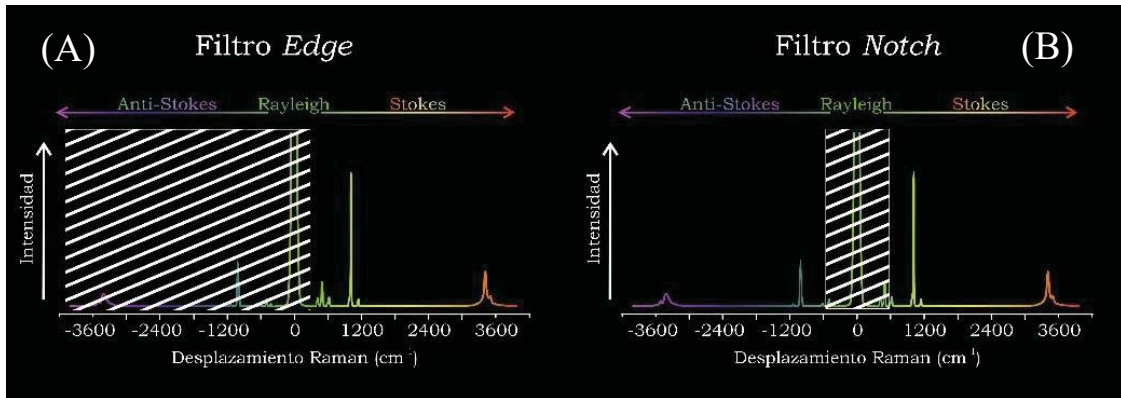 (A) Filtro Edge
Anti-Stokes Rayleigh Stokes
Intensidad
-3600 -2400 -1200 0 1200 2400 3600
Desplazamiento Raman (cm⁻¹)
Filtro Notch (B)
Anti-Stokes Rayleigh Stokes
Intensidad
-3600 -2400 -1200 0 1200 2400 3600
Desplazamiento Raman (cm⁻¹)